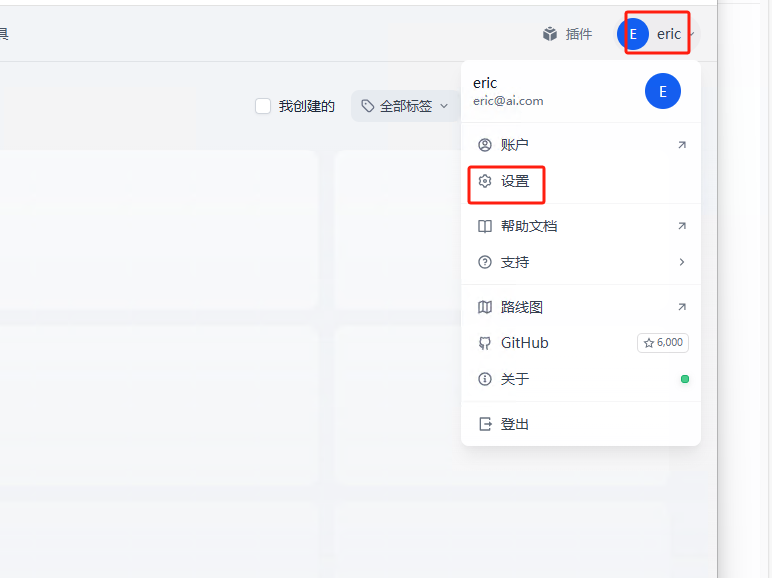 具
插件
E eric
eric
eric@ai.com
E
我创建的
全部标签
账户
设置
帮助文档
支持
路线图
GitHub
6,000
关于
登出